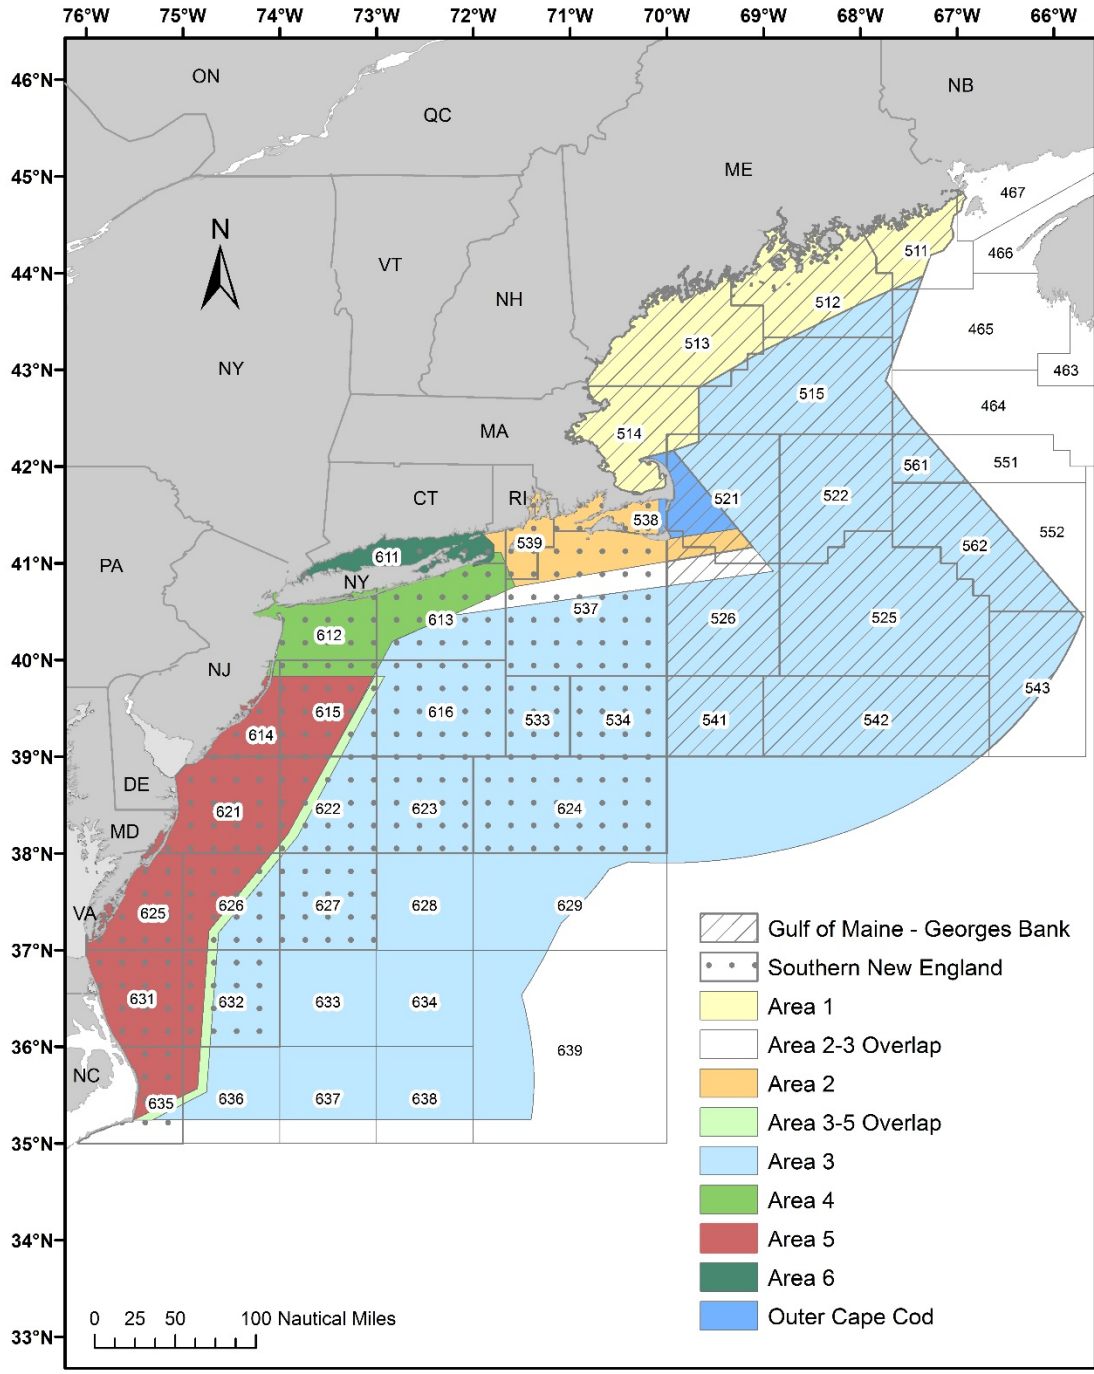 76°W 75°W 74°W 73°W 72°W 71°W 70°W 69°W 68°W 67°W 66°W
46°N
ON
NB
QC
45°N
ME
467
N
44°N
VT
511
466
NH
512
465
513
43°N
NY
463
515
464
MA
514
42°N
561
551
CT
RI
521
522
538
552
539
562
611
41°N
PA
NY
537
613
526
525
612
40°N
NJ
543
615
616
533
534
541
542
614
39°N
DE
621
622
623
624
MD
38°N
VA
625
626
627
628
629
Gulf of Maine - Georges Bank
37°N
Southern New England
631
632
633
634
Area 1
36°N
639
Area 2-3 Overlap
NC
635
636
637
638
Area 2
Area 3-5 Overlap
35°N
Area 3
Area 4
34°N
Area 5
Area 6
0 25 50 100 Nautical Miles
Outer Cape Cod
33°N